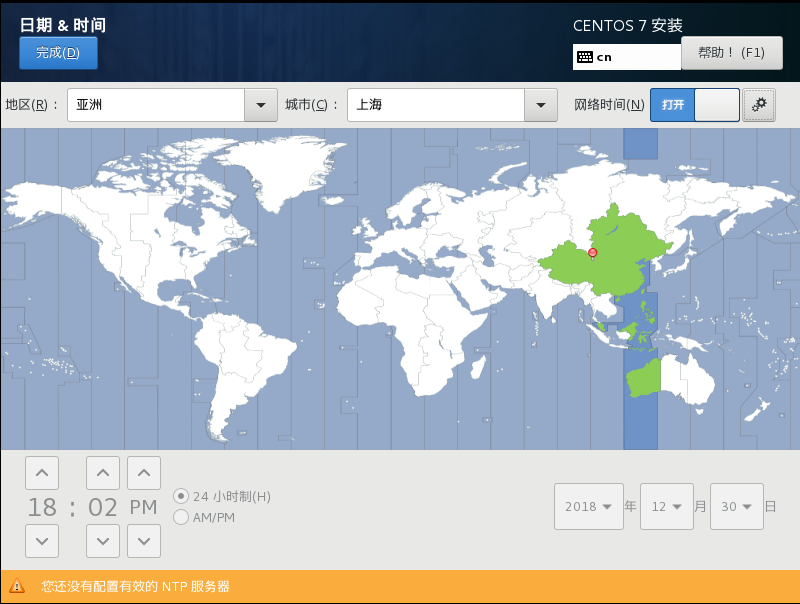 日期 & 时间
CENTOS 7 安装
完成(D)
cn
帮助！ (F1)
地区(R)：
亚洲
城市(C)：
上海
网络时间(N)
打开
18 : 02 PM
24 小时制(H)
AM/PM
2018 年 12 月 30 日
您还没有配置有效的 NTP 服务器